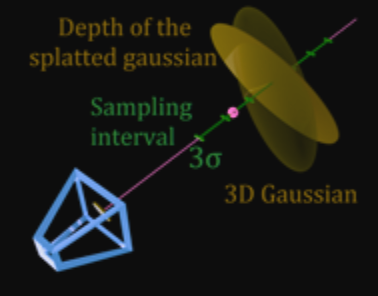 Depth of the
splatted gaussian
Sampling
interval
3σ
3D Gaussian